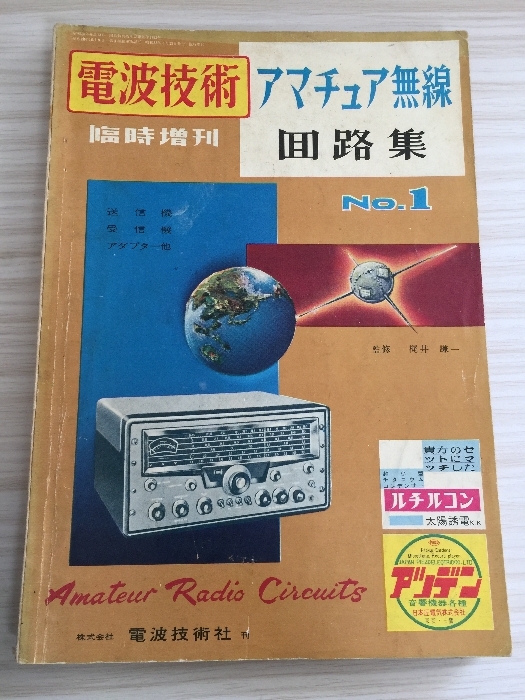 電波技術
アマチュア無線
臨時増刊
回路集
No.1
送信機
受信機
アダプター他
監修 梶井謙一
貴方のセ
ットにマ
ッチした
ルチルコン
太陽誘電K.K
アツデン
音響機器各種
Amateur Radio Circuits
株式会社 電波技術社 刊